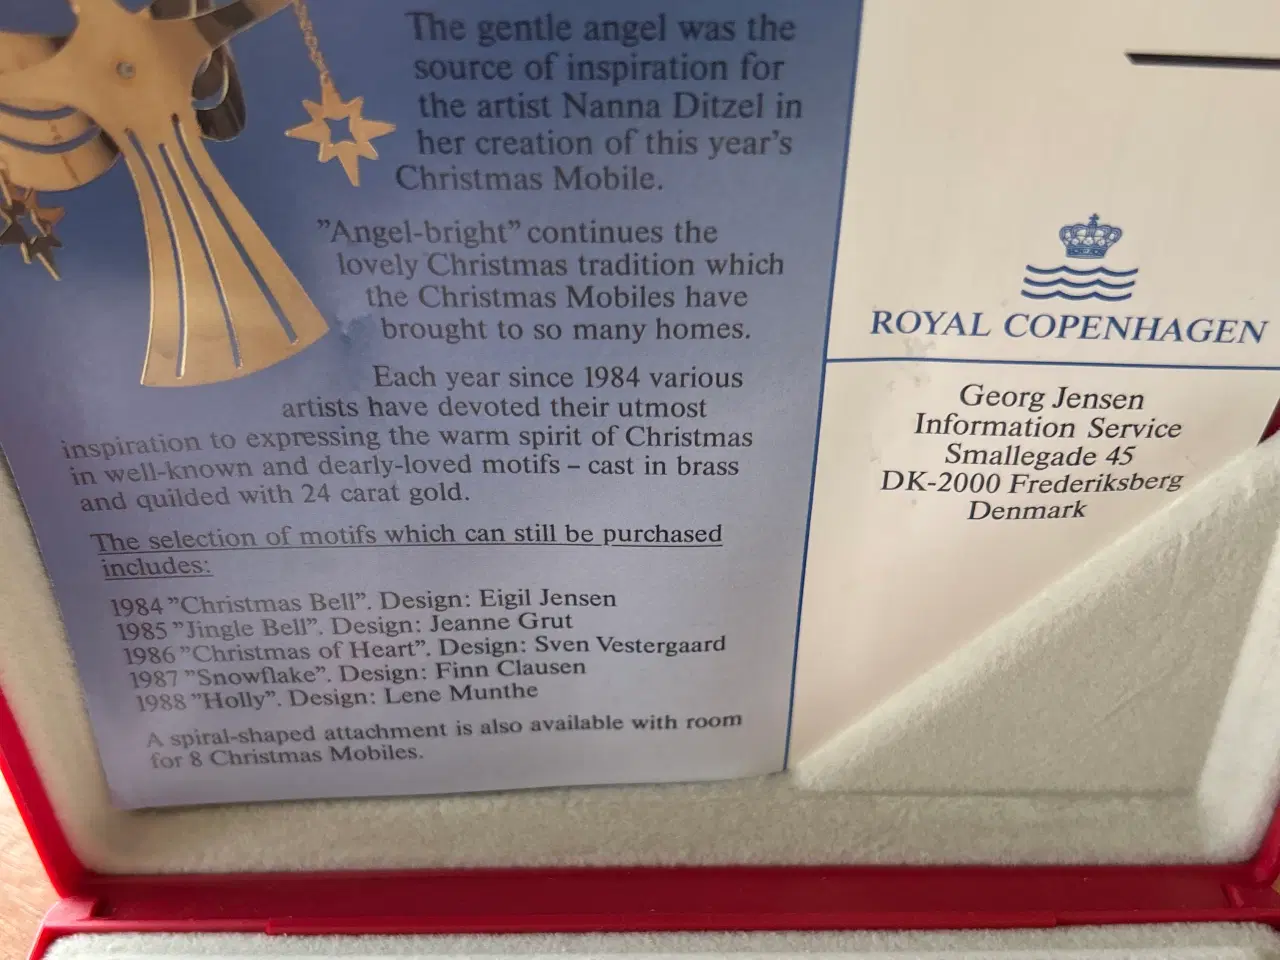 The gentle angel was the
source of inspiration for
the artist Nanna Ditzel in
her creation of this year's
Christmas Mobile.
"Angel-bright" continues the
lovely Christmas tradition which
the Christmas Mobiles have
brought to so many homes.
Each year since 1984 various
artists have devoted their utmost
inspiration to expressing the warm spirit of Christmas
in well-known and dearly-loved motifs – cast in brass
and quilded with 24 carat gold.
The selection of motifs which can still be purchased
includes:
1984 "Christmas Bell". Design: Eigil Jensen
1985 "Jingle Bell". Design: Jeanne Grut
1986 "Christmas of Heart". Design: Sven Vestergaard
1987 "Snowflake". Design: Finn Clausen
1988 "Holly". Design: Lene Munthe
A spiral-shaped attachment is also available with room
for 8 Christmas Mobiles.
ROYAL COPENHAGEN
Georg Jensen
Information Service
Smallegade 45
DK-2000 Frederiksberg
Denmark